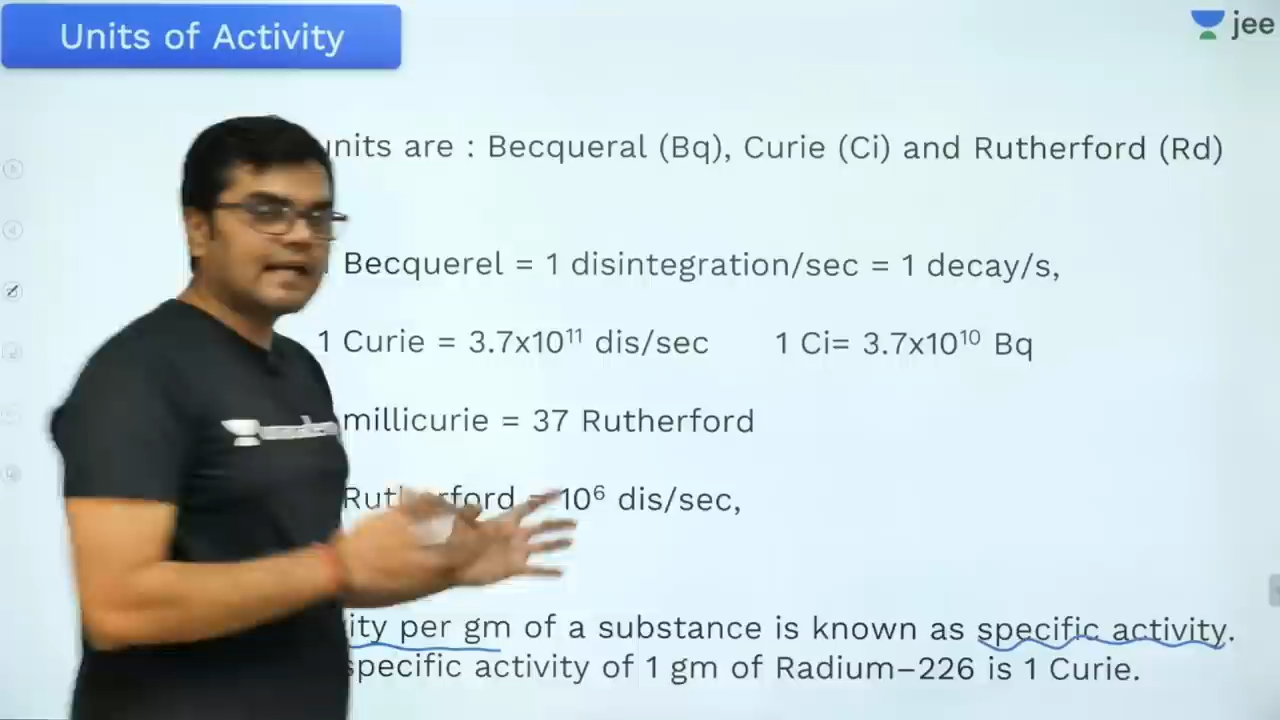 Units of Activity
jee
units are : Becqueral (Bq), Curie (Ci) and Rutherford (Rd)
Becquerel = 1 disintegration/sec = 1 decay/s,
1 Curie = 3.7x10¹¹ dis/sec 1 Ci= 3.7x10¹⁰ Bq
millicurie = 37 Rutherford
Rutherford = 10⁶ dis/sec,
ity per gm of a substance is known as specific activity.
specific activity of 1 gm of Radium–226 is 1 Curie.